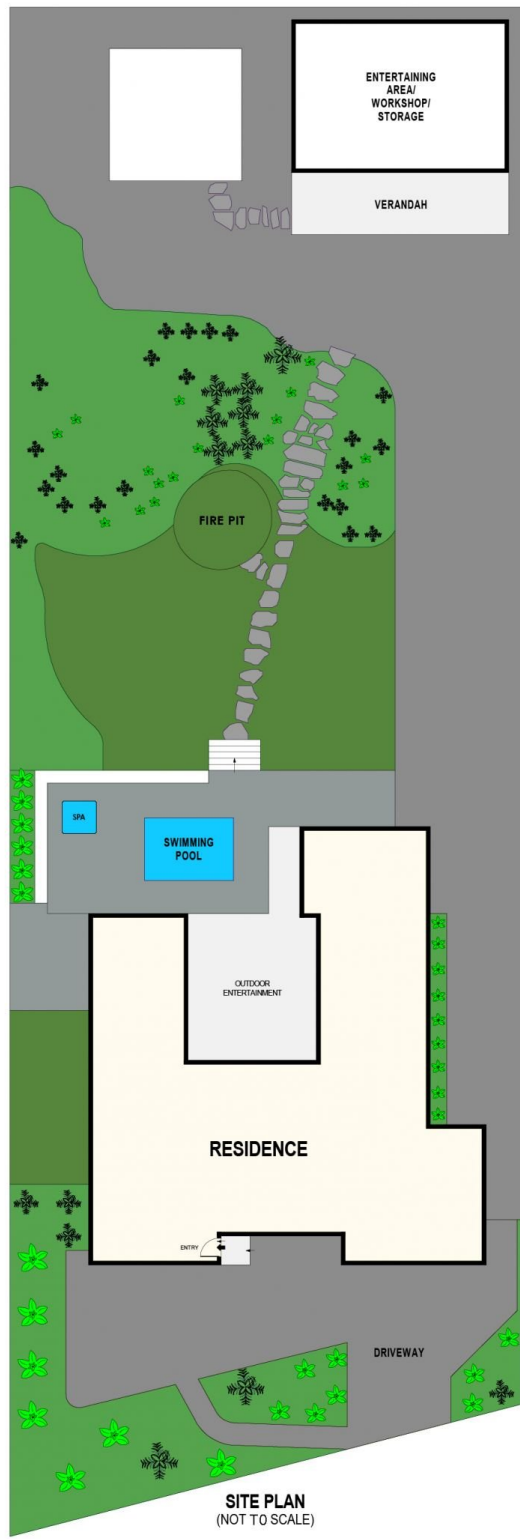 ENTERTAINING
AREA/
WORKSHOP/
STORAGE
VERANDAH
FIRE PIT
SPA
SWIMMING
POOL
OUTDOOR
ENTERTAINMENT
RESIDENCE
ENTRY
DRIVEWAY
SITE PLAN
(NOT TO SCALE)